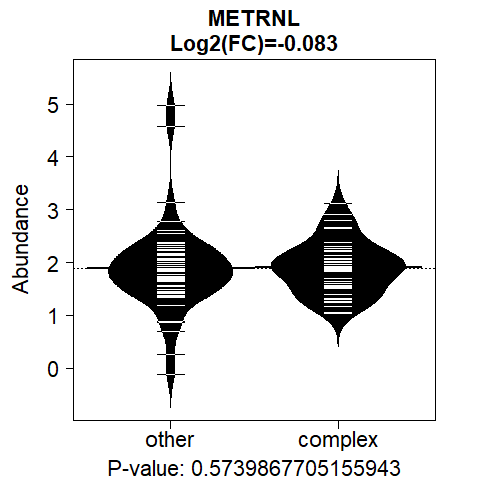 METRNL
Log2(FC)=-0.083
Abundance
5
4
3
2
1
0
other complex
P-value: 0.5739867705155943